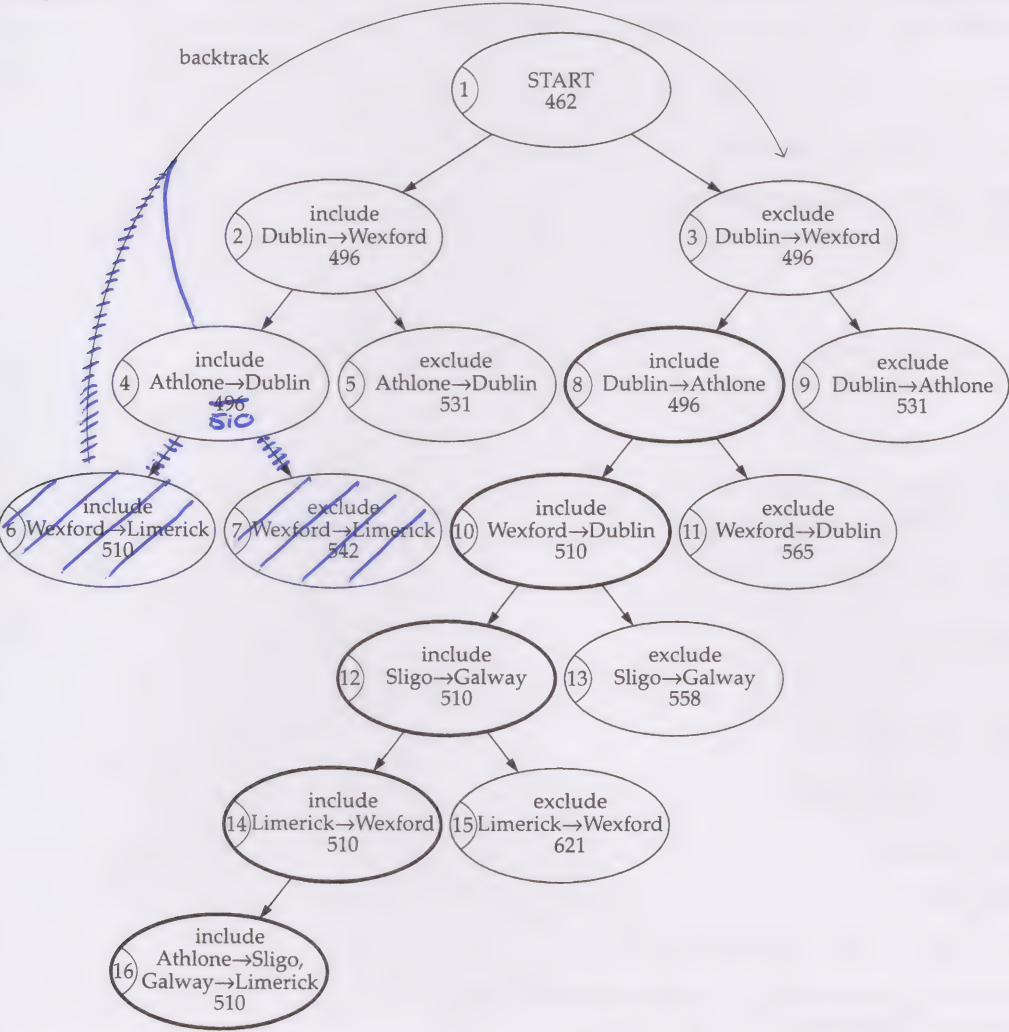 backtrack
1
START
462
2
include
Dublin→Wexford
496
3
exclude
Dublin→Wexford
496
4
include
Athlone→Dublin
496
510
5
exclude
Athlone→Dublin
531
8
include
Dublin→Athlone
496
9
exclude
Dublin→Athlone
531
6
include
Wexford→Limerick
510
7
exclude
Wexford→Limerick
542
10
include
Wexford→Dublin
510
11
exclude
Wexford→Dublin
565
12
include
Sligo→Galway
510
13
exclude
Sligo→Galway
558
14
include
Limerick→Wexford
510
15
exclude
Limerick→Wexford
621
16
include
Athlone→Sligo,
Galway→Limerick
510